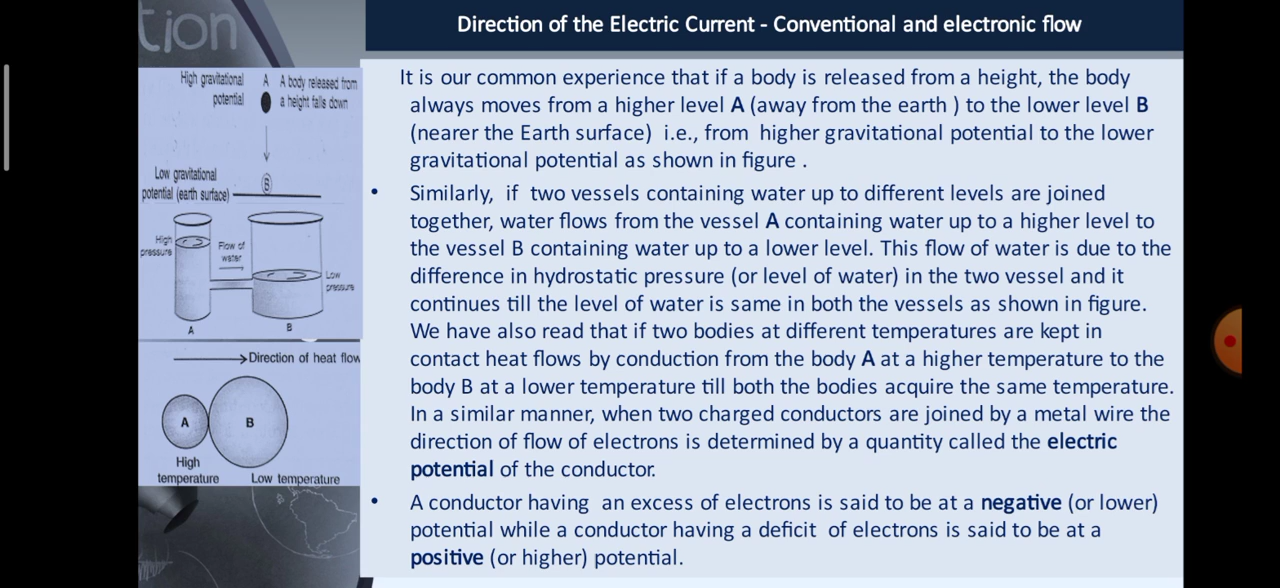 tion
Direction of the Electric Current - Conventional and electronic flow
High gravitational
potential
A
A body released from
a height falls down
Low gravitational
potential (earth surface)
B
High
pressure
Flow of
water
Low
pressure
A
B
Direction of heat flow
A
B
High
temperature
Low temperature
It is our common experience that if a body is released from a height, the body
always moves from a higher level A (away from the earth ) to the lower level B
(nearer the Earth surface) i.e., from higher gravitational potential to the lower
gravitational potential as shown in figure .
• Similarly, if two vessels containing water up to different levels are joined
together, water flows from the vessel A containing water up to a higher level to
the vessel B containing water up to a lower level. This flow of water is due to the
difference in hydrostatic pressure (or level of water) in the two vessel and it
continues till the level of water is same in both the vessels as shown in figure.
We have also read that if two bodies at different temperatures are kept in
contact heat flows by conduction from the body A at a higher temperature to the
body B at a lower temperature till both the bodies acquire the same temperature.
In a similar manner, when two charged conductors are joined by a metal wire the
direction of flow of electrons is determined by a quantity called the electric
potential of the conductor.
• A conductor having an excess of electrons is said to be at a negative (or lower)
potential while a conductor having a deficit of electrons is said to be at a
positive (or higher) potential.